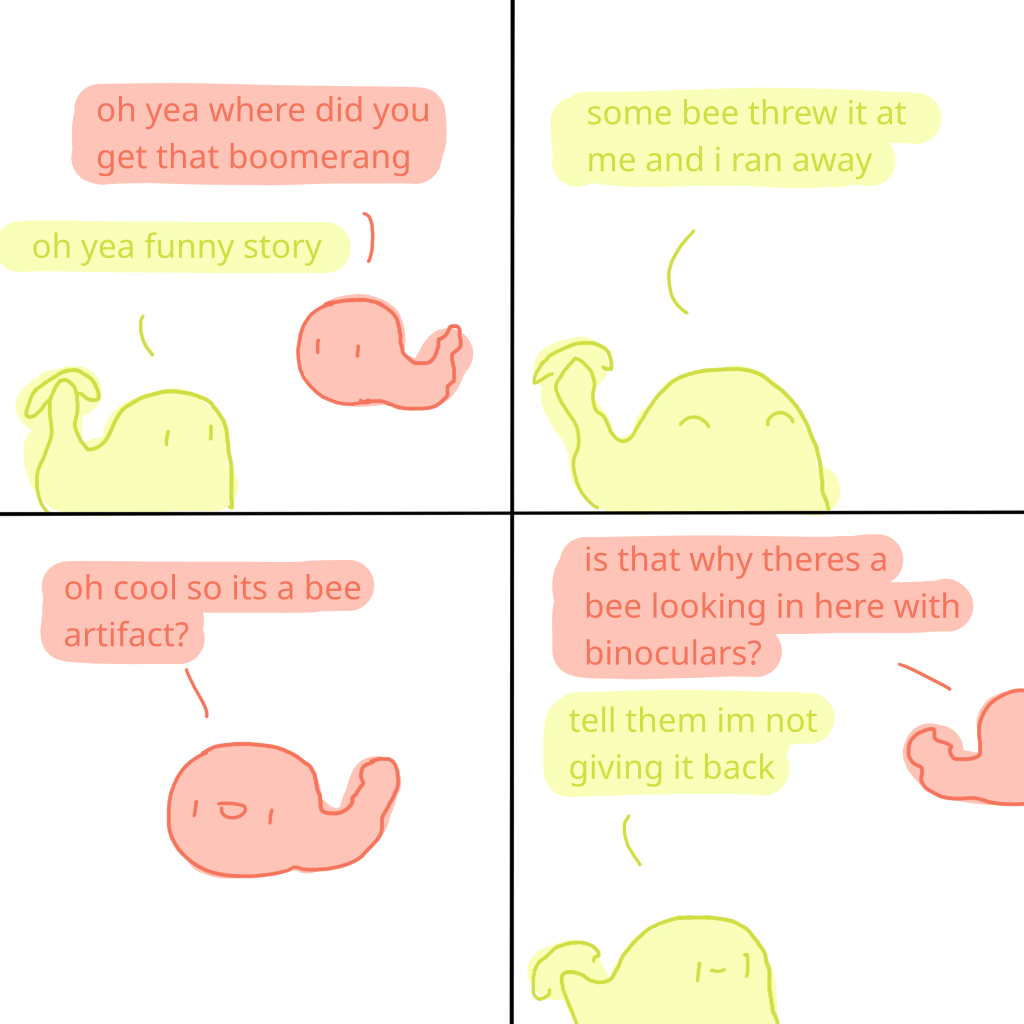 oh yea where did you
get that boomerang
oh yea funny story
some bee threw it at
me and i ran away
oh cool so its a bee
artifact?
is that why theres a
bee looking in here with
binoculars?
tell them im not
giving it back